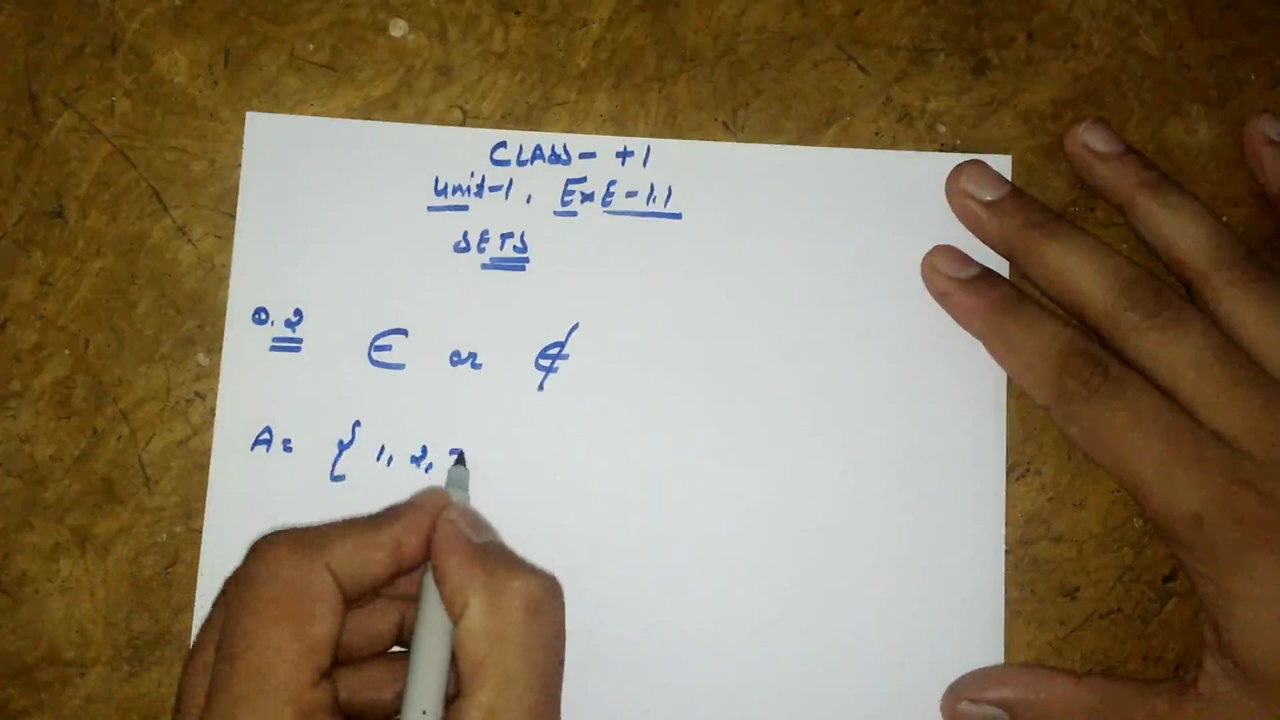 CLASS- +1
Unit-1, ExE-1.1
SETS
Q.2 ∈ or ∉
A= { 1, 2,